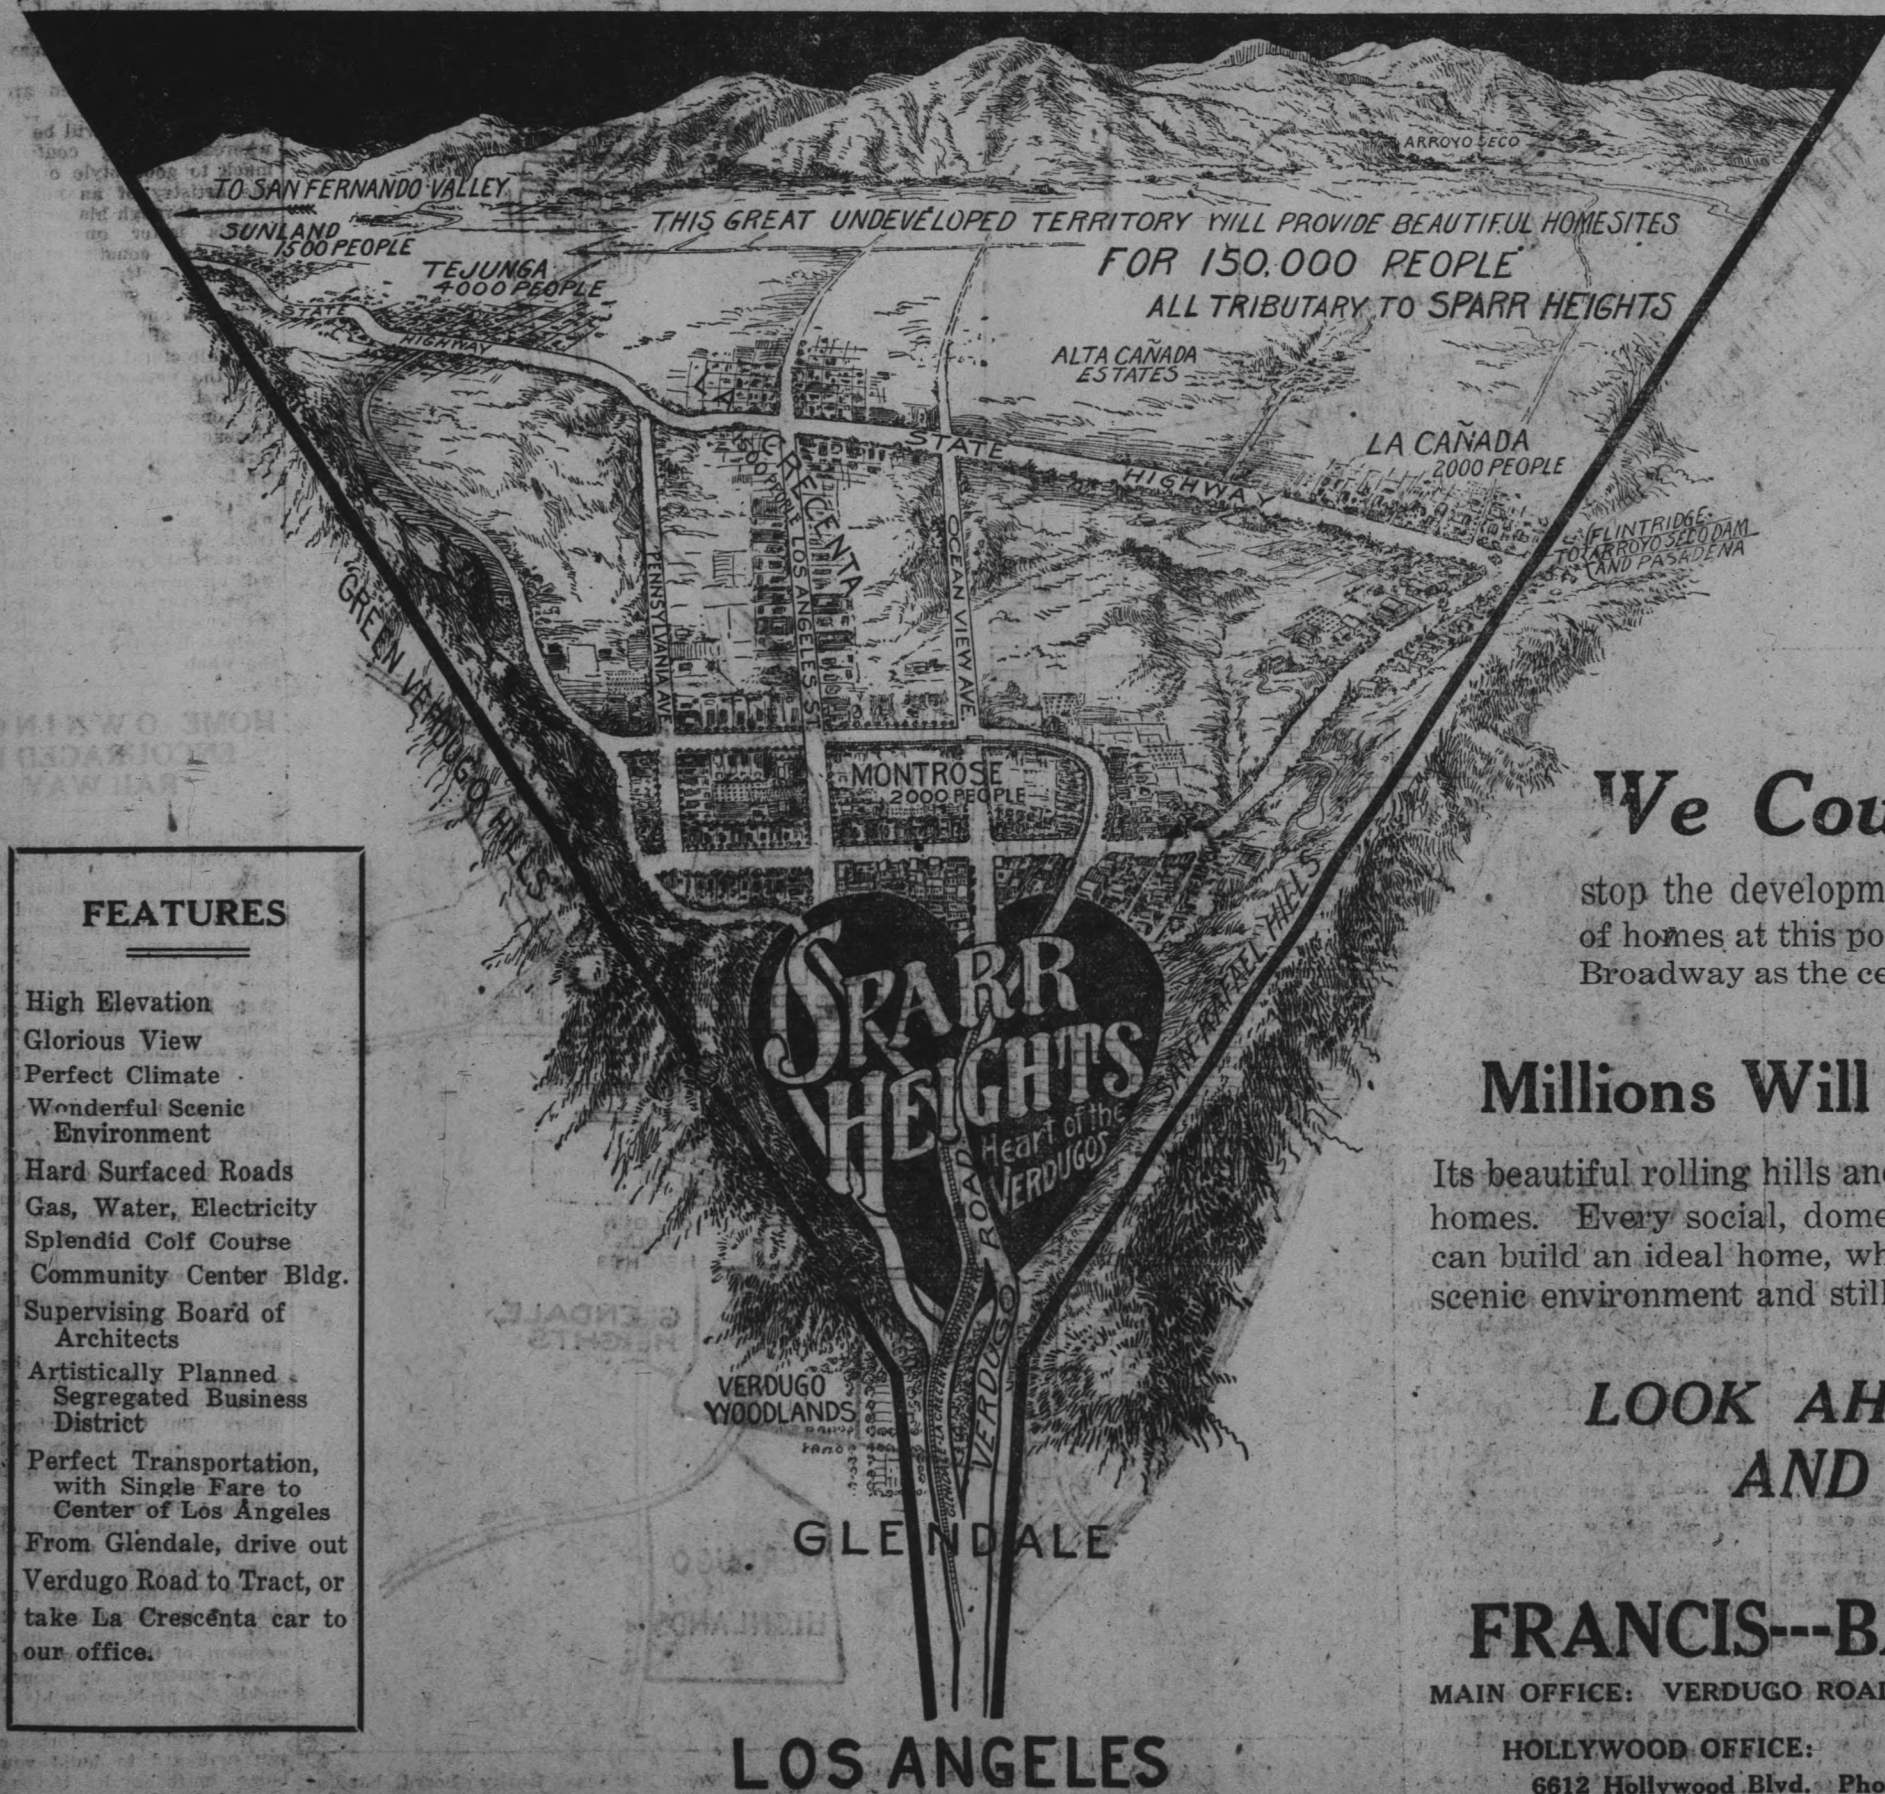 ARROYO SECO
TO SAN FERNANDO VALLEY
SUNLAND
1500 PEOPLE
TEJUNGA
4000 PEOPLE
THIS GREAT UNDEVELOPED TERRITORY WILL PROVIDE BEAUTIFUL HOMESITES
FOR 150,000 PEOPLE
ALL TRIBUTARY TO SPARR HEIGHTS
STATE
HIGHWAY
ALTA CAÑADA
ESTATES
LA CRECENTA
STATE
HIGHWAY
LA CAÑADA
2000 PEOPLE
FLINTRIDGE
TO ARROYO SECO DAM
AND PASADENA
PENNSYLVANIA AVE
LOS ANGELES ST
OCEAN VIEW AVE.
GREEN VERDUGO HILLS
MONTROSE
2000 PEOPLE
SAN RAFAEL HILLS
SPARR
HEIGHTS
Heart of the
VERDUGOS
VERDUGO ROAD
VERDUGO
WOODLANDS
GLENDALE
LOS ANGELES
FEATURES
High Elevation
Glorious View
Perfect Climate
Wonderful Scenic
Environment
Hard Surfaced Roads
Gas, Water, Electricity
Splendid Colf Course
Community Center Bldg.
Supervising Board of
Architects
Artistically Planned
Segregated Business
District
Perfect Transportation,
with Single Fare to
Center of Los Angeles
From Glendale, drive out
Verdugo Road to Tract, or
take La Crescenta car to
our office.
We Cou
stop the developm
of homes at this po
Broadway as the ce
Millions Will
Its beautiful rolling hills and
homes. Every social, dome
can build an ideal home, wh
scenic environment and still
LOOK AH
AND
FRANCIS---BA
MAIN OFFICE: VERDUGO ROAD
HOLLYWOOD OFFICE:
6612 Hollywood Blvd. Pho